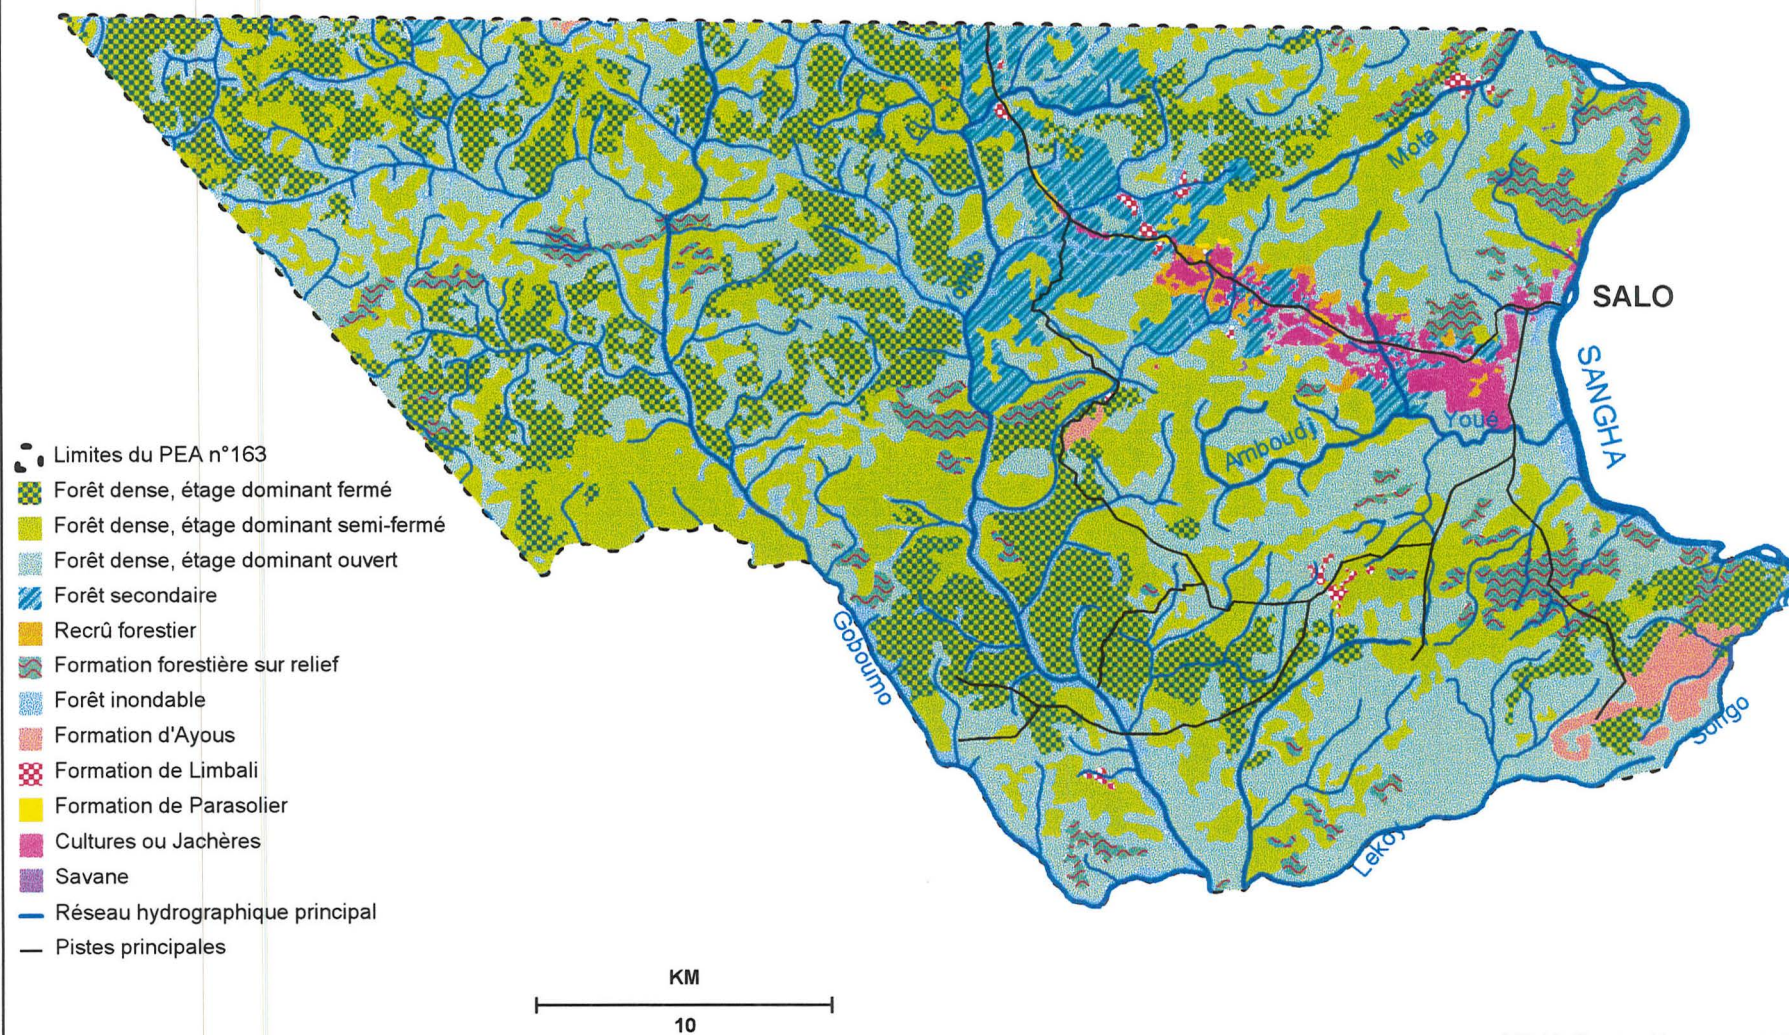 Mole
SALO
SANGHA
Youé
Amboudj
Limites du PEA n°163
Forêt dense, étage dominant fermé
Forêt dense, étage dominant semi-fermé
Forêt dense, étage dominant ouvert
Forêt secondaire
Recrû forestier
Formation forestière sur relief
Forêt inondable
Formation d'Ayous
Formation de Limbali
Formation de Parasolier
Cultures ou Jachères
Savane
Réseau hydrographique principal
Pistes principales
Goboumo
Songo
Lekoy
KM
10